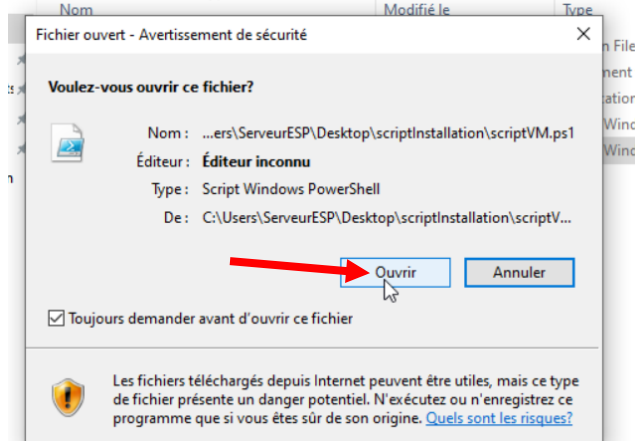 Nom Modifié le Type
Fichier ouvert - Avertissement de sécurité
Voulez-vous ouvrir ce fichier?
Nom : ...ers\ServeurESP\Desktop\scriptInstallation\scriptVM.ps1
Éditeur : Éditeur inconnu
Type : Script Windows PowerShell
De : C:\Users\ServeurESP\Desktop\scriptInstallation\scriptV...
Ouvrir Annuler
Toujours demander avant d'ouvrir ce fichier
Les fichiers téléchargés depuis Internet peuvent être utiles, mais ce type
de fichier présente un danger potentiel. N'exécutez ou n'enregistrez ce
programme que si vous êtes sûr de son origine. Quels sont les risques?